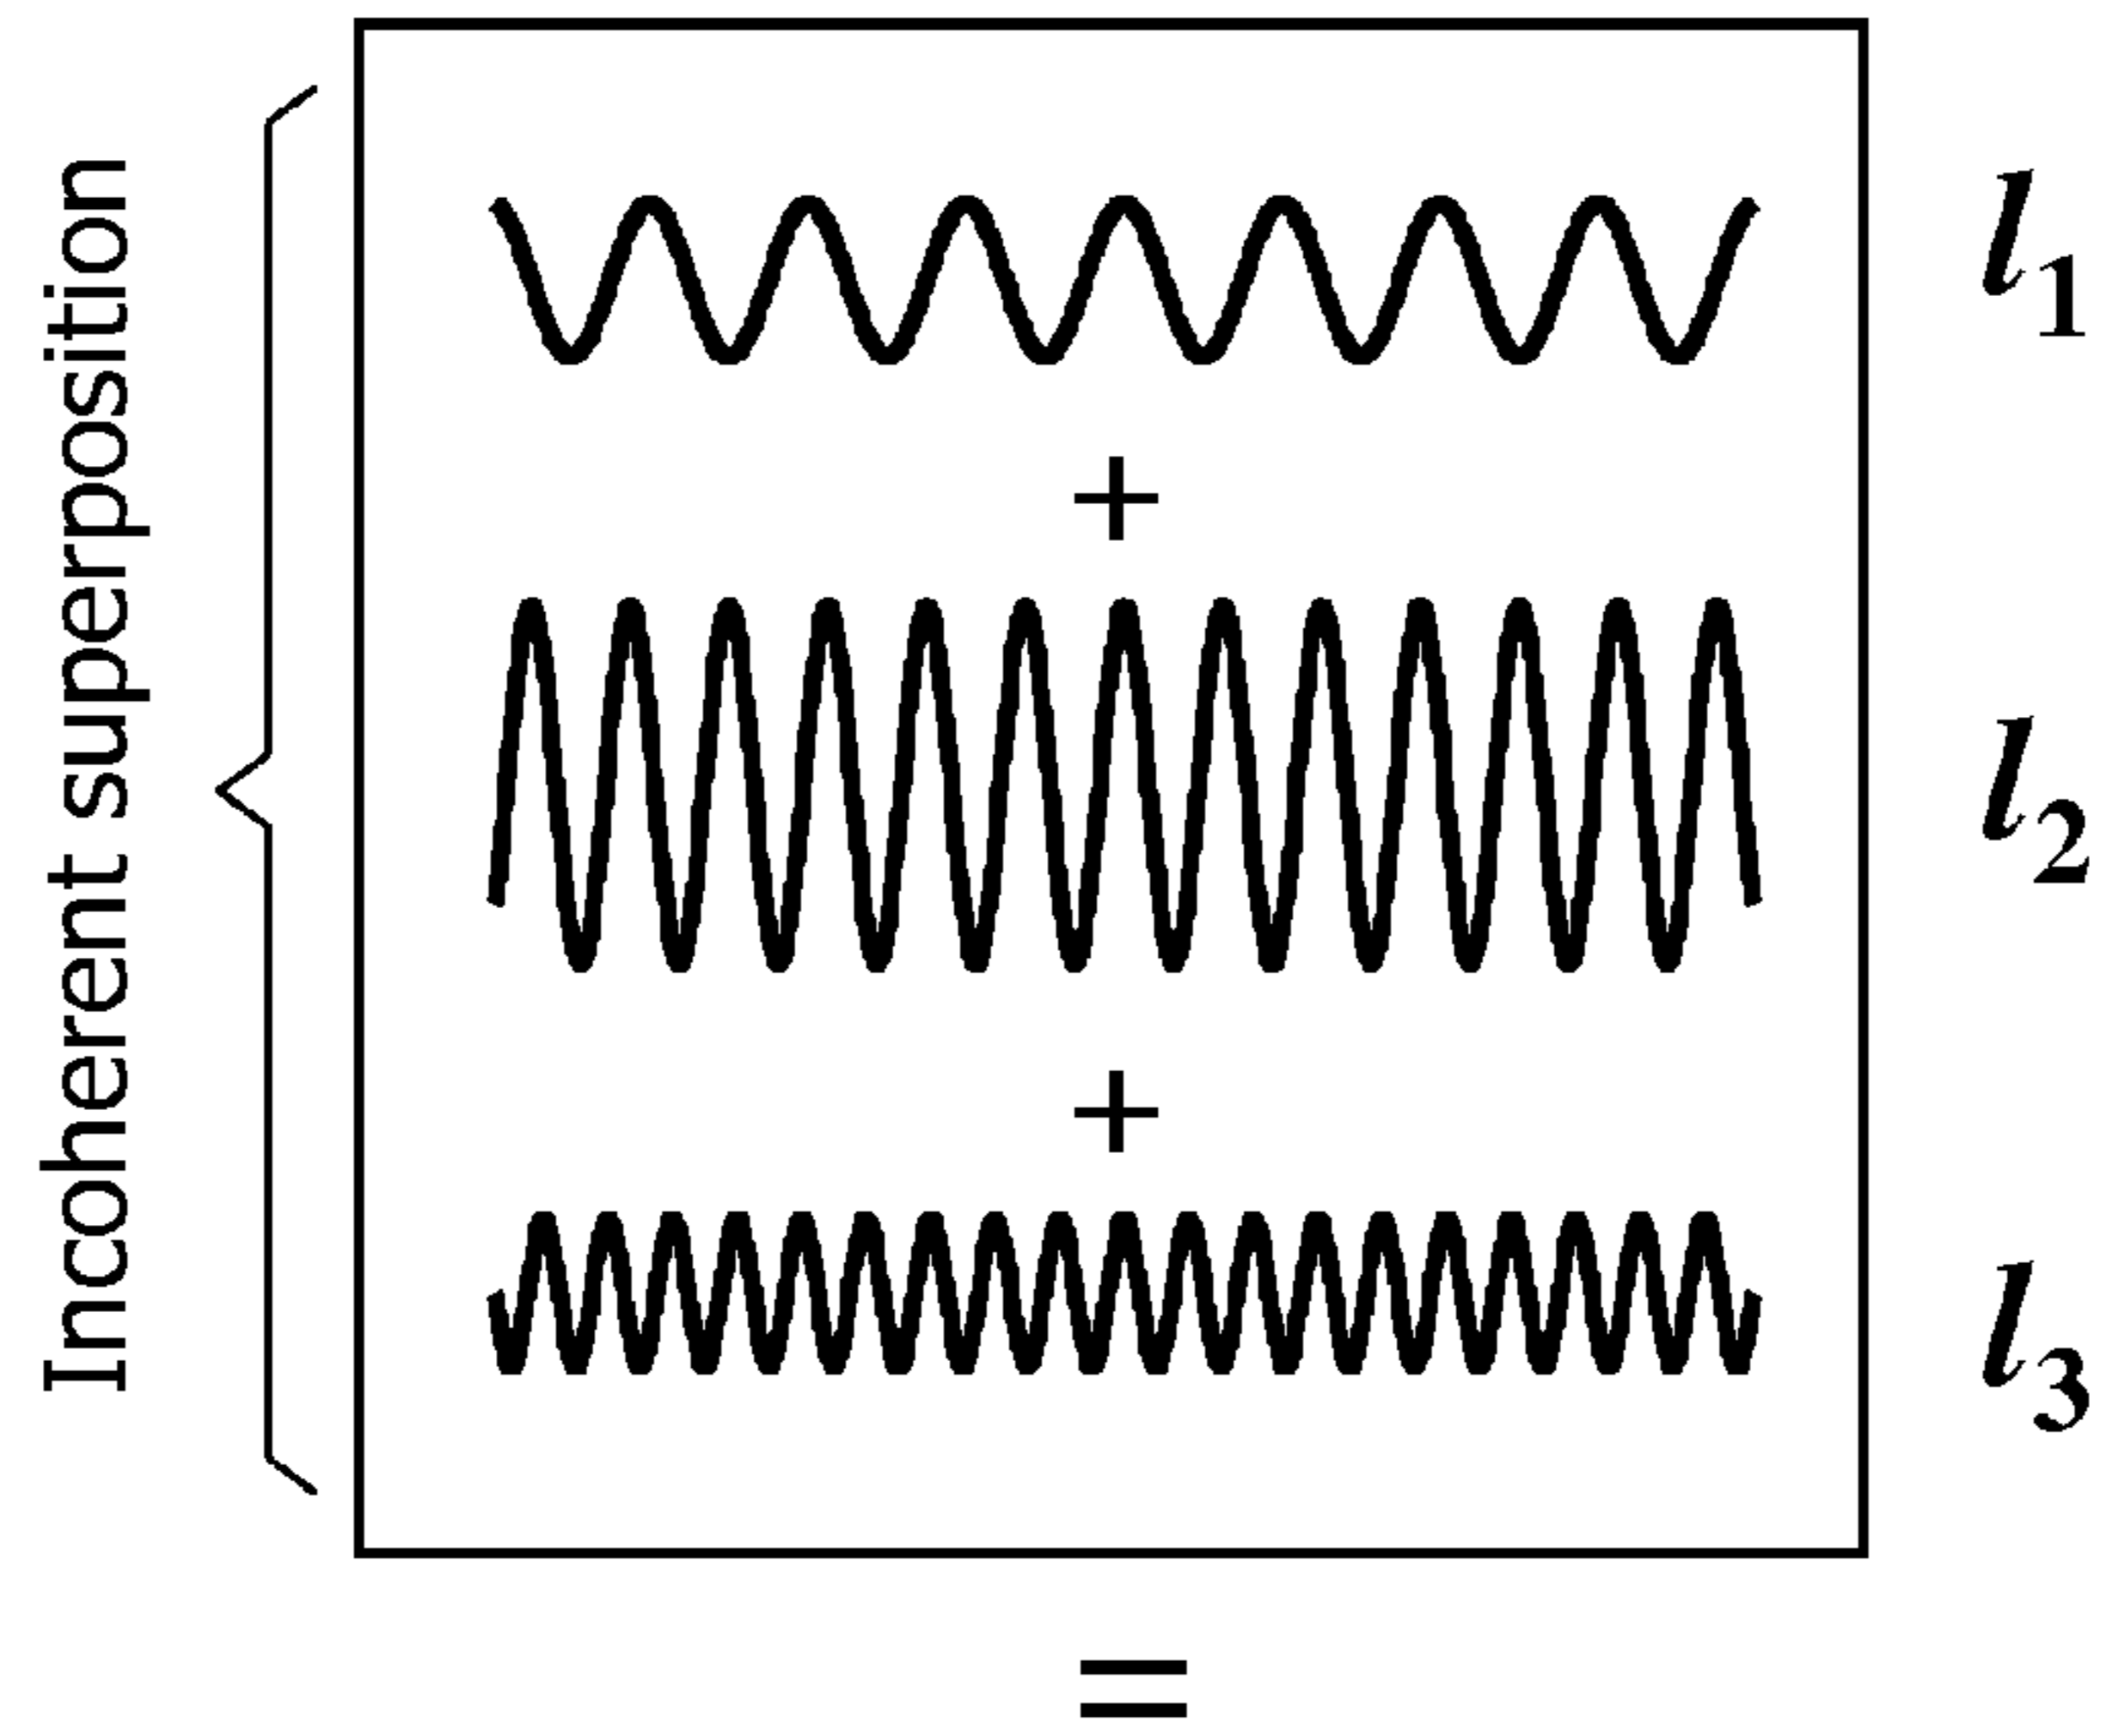 Incoherent superposition
l1
+
l2
+
l3
=